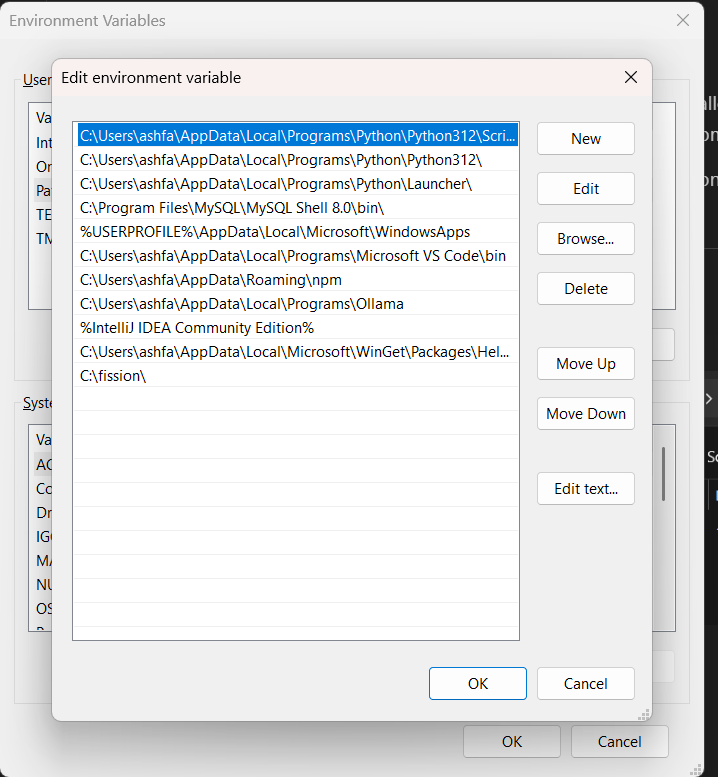 Environment Variables
User
Edit environment variable
Va
Int
On
Pa
TE
TM
C:\Users\ashfa\AppData\Local\Programs\Python\Python312\Scri...
C:\Users\ashfa\AppData\Local\Programs\Python\Python312\
C:\Users\ashfa\AppData\Local\Programs\Python\Launcher\
C:\Program Files\MySQL\MySQL Shell 8.0\bin\
%USERPROFILE%\AppData\Local\Microsoft\WindowsApps
C:\Users\ashfa\AppData\Local\Programs\Microsoft VS Code\bin
C:\Users\ashfa\AppData\Roaming\npm
C:\Users\ashfa\AppData\Local\Programs\Ollama
%IntelliJ IDEA Community Edition%
C:\Users\ashfa\AppData\Local\Microsoft\WinGet\Packages\Hel...
C:\fission\
New
Edit
Browse...
Delete
Move Up
Move Down
Edit text...
Syste
Va
AC
Co
Dr
IGC
MA
NU
OS
OK
Cancel
OK
Cancel